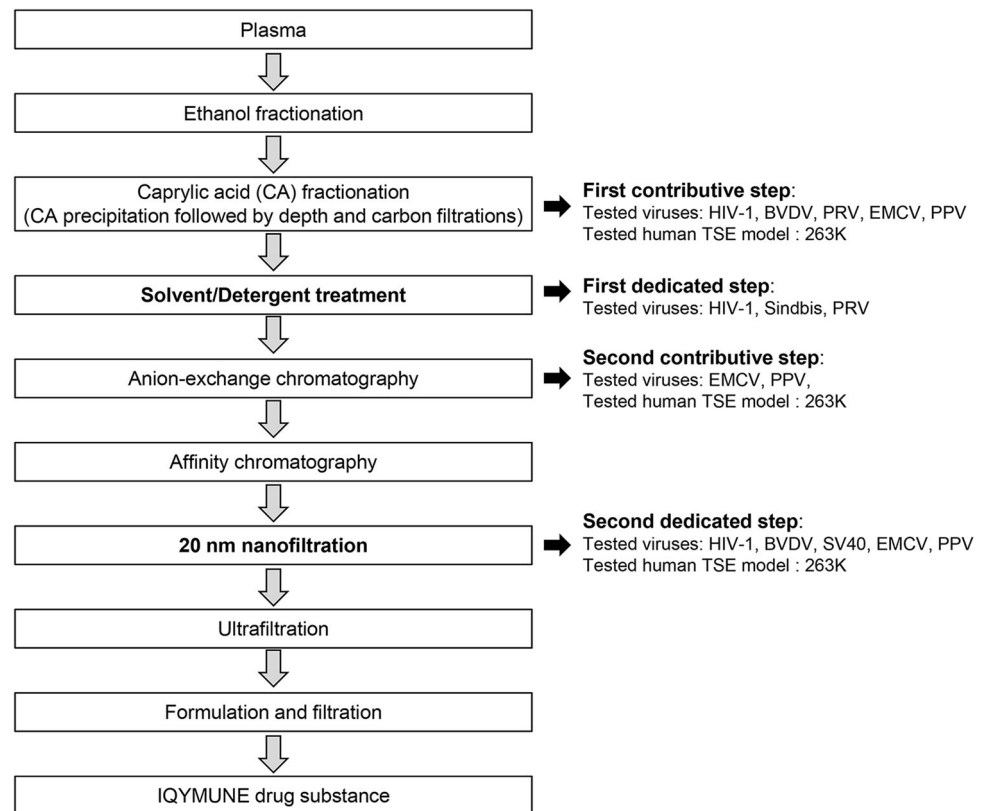 Plasma
Ethanol fractionation
Caprylic acid (CA) fractionation
(CA precipitation followed by depth and carbon filtrations)
First contributive step:
Tested viruses: HIV-1, BVDV, PRV, EMCV, PPV
Tested human TSE model : 263K
Solvent/Detergent treatment
First dedicated step:
Tested viruses: HIV-1, Sindbis, PRV
Anion-exchange chromatography
Second contributive step:
Tested viruses: EMCV, PPV,
Tested human TSE model : 263K
Affinity chromatography
20 nm nanofiltration
Second dedicated step:
Tested viruses: HIV-1, BVDV, SV40, EMCV, PPV
Tested human TSE model : 263K
Ultrafiltration
Formulation and filtration
IQYMUNE drug substance